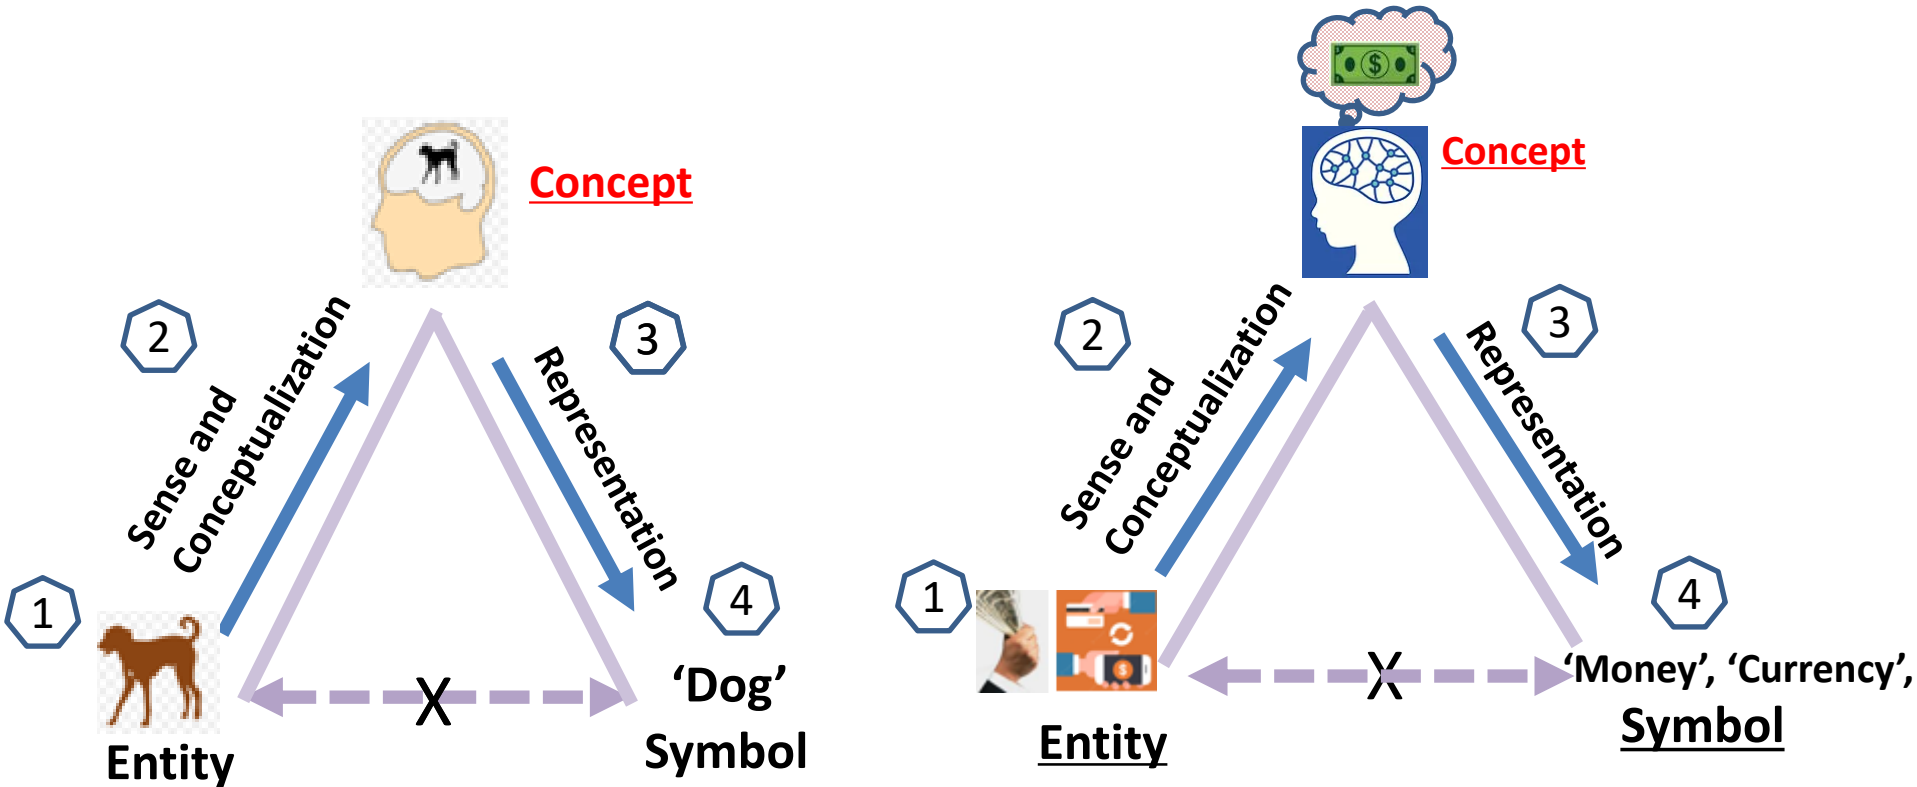 Concept
2
3
Sense and
Conceptualization
Representation
1
4
'Dog'
X
Entity
Symbol
$
Concept
2
3
Sense and
Conceptualization
Representation
1
4
$
X
‘Money’, ‘Currency’,
Entity
Symbol